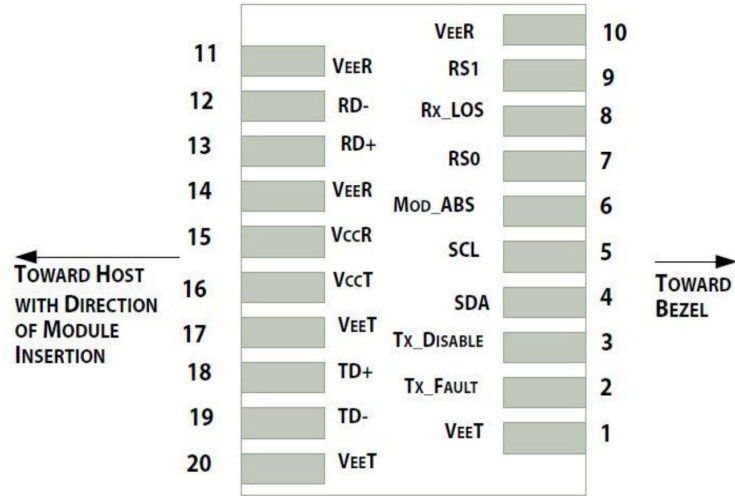 11 VEER
12 RD-
13 RD+
14 VEER
15 VCCR
16 VCCT
17 VEET
18 TD+
19 TD-
20 VEET
VEER 10
RS1 9
RX_LOS 8
RS0 7
MOD_ABS 6
SCL 5
SDA 4
TX_DISABLE 3
TX_FAULT 2
VEET 1
TOWARD HOST
WITH DIRECTION
OF MODULE
INSERTION
TOWARD
BEZEL